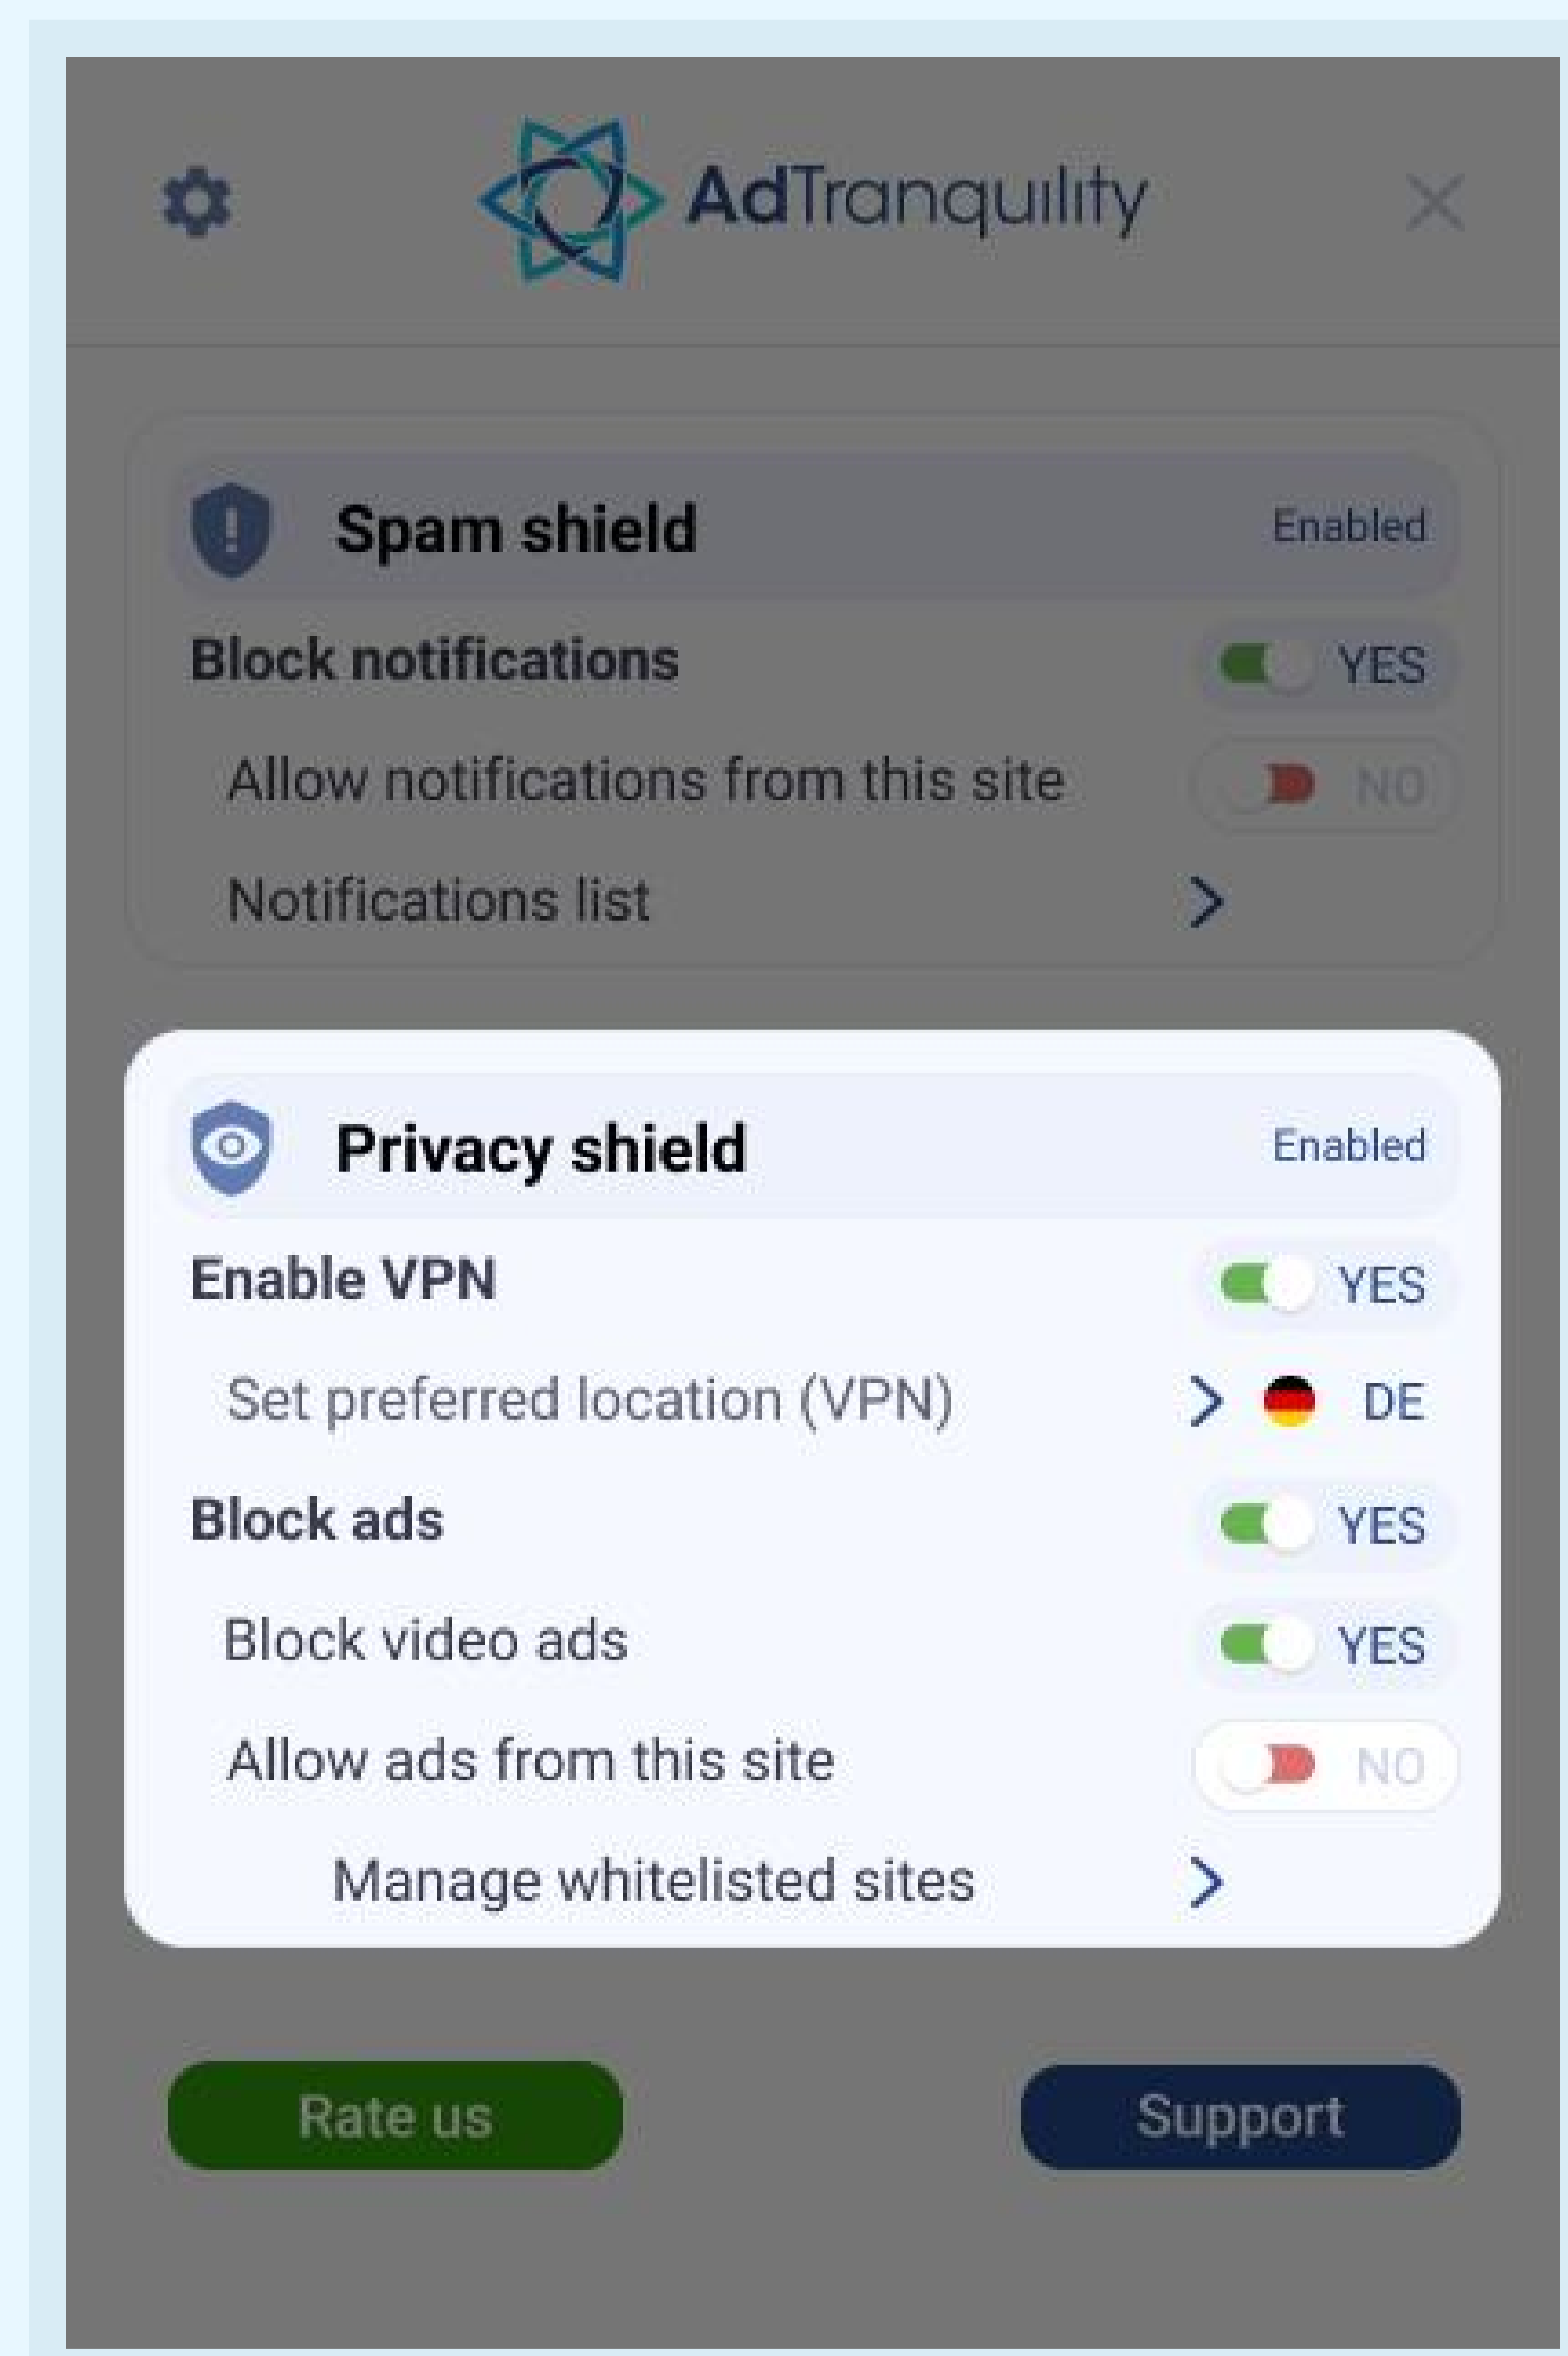 AdTranquility
Spam shield Enabled
Block notifications YES
Allow notifications from this site NO
Notifications list
Privacy shield Enabled
Enable VPN YES
Set preferred location (VPN) DE
Block ads YES
Block video ads YES
Allow ads from this site NO
Manage whitelisted sites
Rate us Support